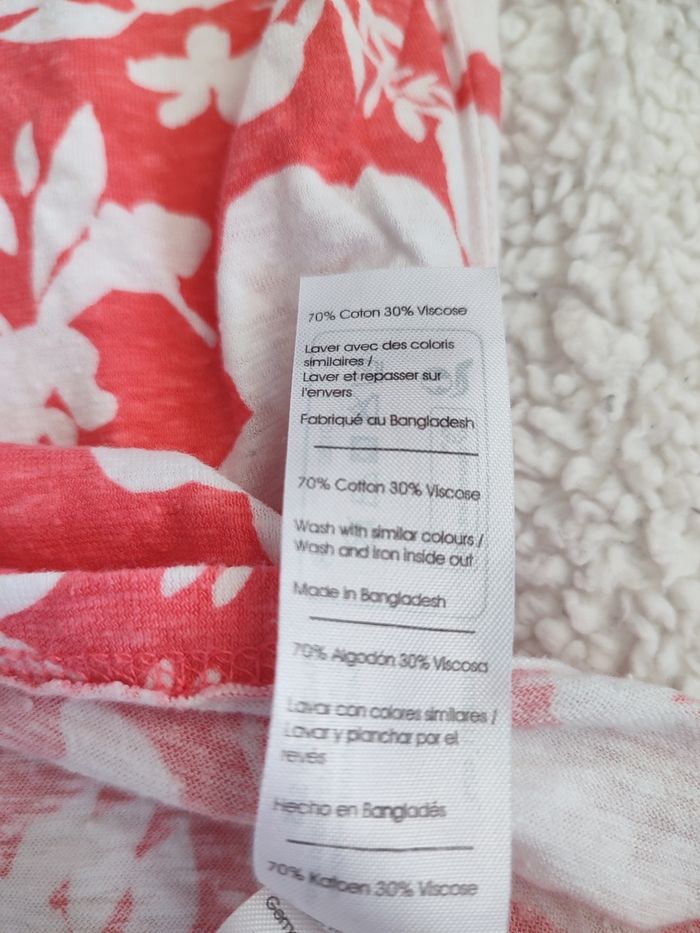 70% Coton 30% Viscose
Laver avec des coloris
similaires /
Laver et repasser sur
l'envers
Fabriqué au Bangladesh
70% Cotton 30% Viscose
Wash with similar colours /
Wash and iron inside out
Made in Bangladesh
70% Algodón 30% Viscosa
Lavar con colores similares /
Lavar y planchar por el
revés
Hecho en Bangladés
70% Katoen 30% Viscose